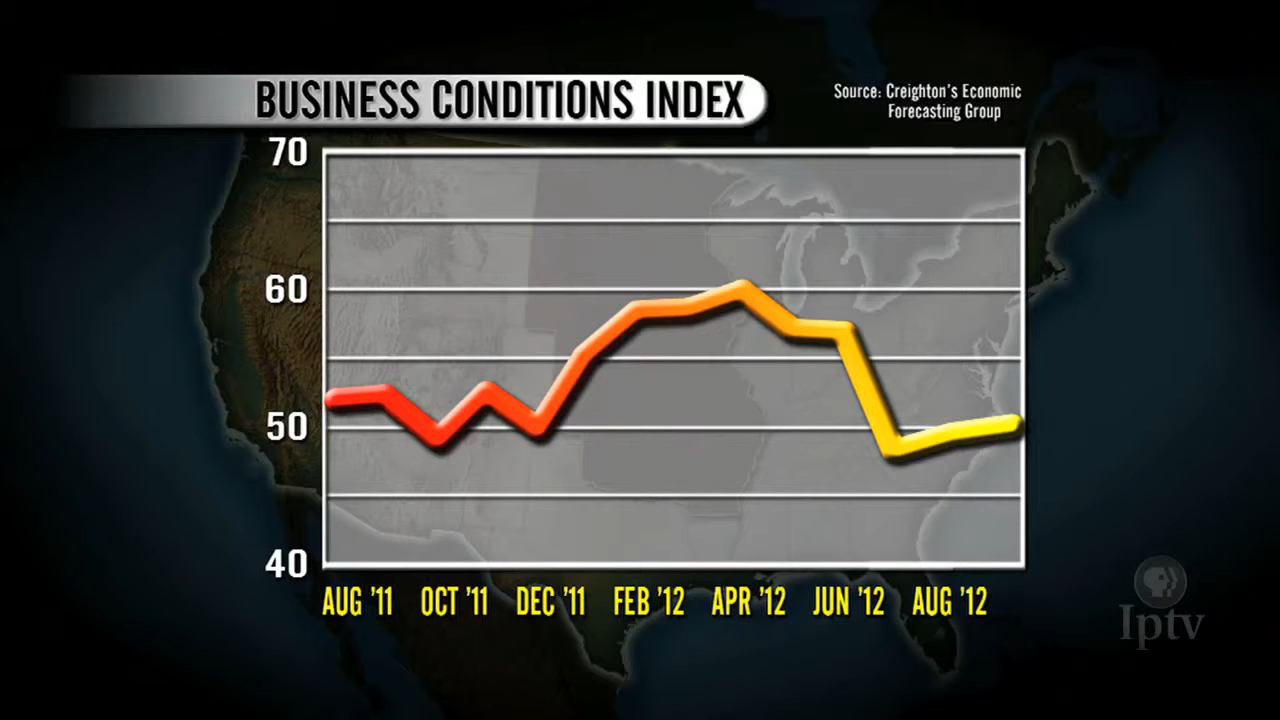 BUSINESS CONDITIONS INDEX
Source: Creighton's Economic
Forecasting Group
70
60
50
40
AUG '11 OCT '11 DEC '11 FEB '12 APR '12 JUN '12 AUG '12
Iptv